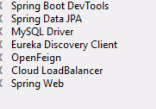 Spring Boot DevTools
Spring Data JPA
MySQL Driver
Eureka Discovery Client
OpenFeign
Cloud LoadBalancer
Spring Web